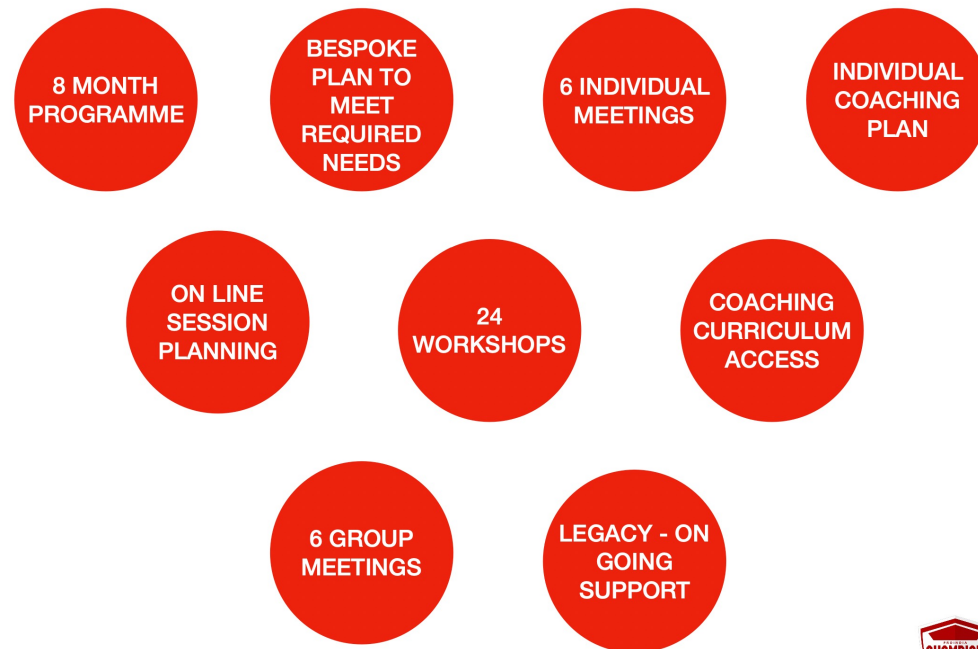 8 MONTH
PROGRAMME
BESPOKE
PLAN TO
MEET
REQUIRED
NEEDS
6 INDIVIDUAL
MEETINGS
INDIVIDUAL
COACHING
PLAN
ON LINE
SESSION
PLANNING
24
WORKSHOPS
COACHING
CURRICULUM
ACCESS
6 GROUP
MEETINGS
LEGACY - ON
GOING
SUPPORT